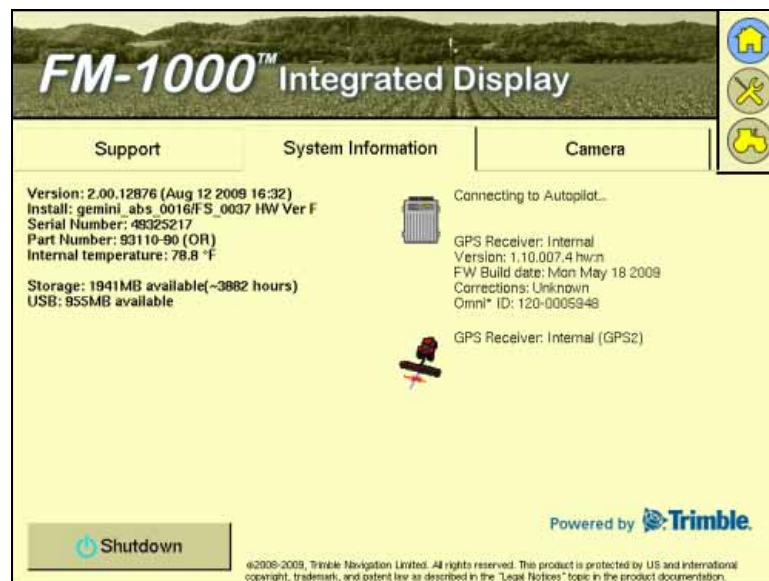 FM-1000™ Integrated Display
Support
System Information
Camera
Version: 2.00.12876 (Aug 12 2009 16:32)
Install: gemini_abs_0016/FS_0037 HW Ver F
Serial Number: 49325217
Part Number: 93110-90 (OR)
Internal temperature: 78.8 °F
Storage: 1941MB available(~3882 hours)
USB: 955MB available
Connecting to Autopilot...
GPS Receiver: Internal
Version: 1.10.007.4 hw:n
FW Build date: Mon May 18 2009
Corrections: Unknown
Omni* ID: 120-0005948
GPS Receiver: Internal (GPS2)
Powered by Trimble.
Shutdown
©2008-2009, Trimble Navigation Limited. All rights reserved. This product is protected by US and international
copyright, trademark, and patent law as described in the "Legal Notices" topic in the product documentation.